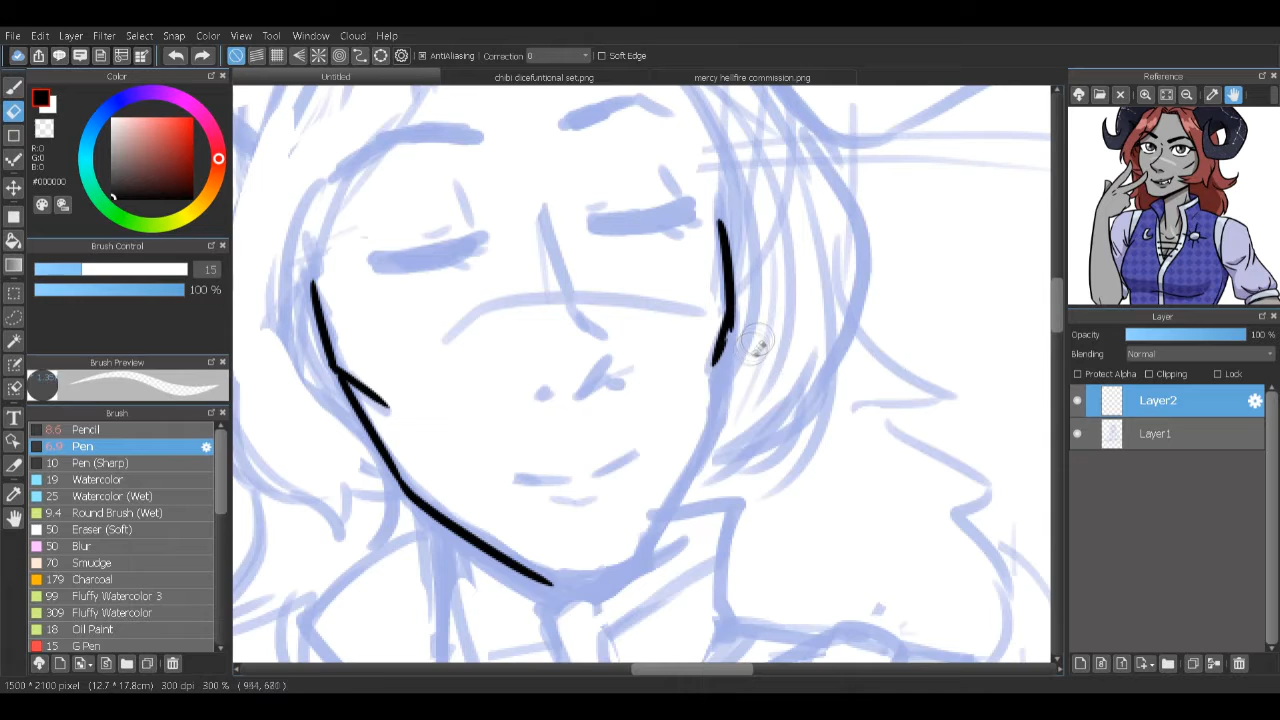 File Edit Layer Filter Select Snap Color View Tool Window Cloud Help
AntiAliasing Correction 0 Soft Edge
Color
Untitled
chibi dicefuntional set.png
mercy hellfire commission.png
Reference
R:0
G:0
B:0
#000000
Brush Control
15
100 %
Brush Preview
Brush
8.6 Pencil
6.9 Pen
10 Pen (Sharp)
19 Watercolor
25 Watercolor (Wet)
9.4 Round Brush (Wet)
50 Eraser (Soft)
50 Blur
70 Smudge
179 Charcoal
99 Fluffy Watercolor 3
309 Fluffy Watercolor
18 Oil Paint
15 G Pen
Layer
Opacity 100 %
Blending Normal
Protect Alpha Clipping Lock
Layer2
Layer1
1500 * 2100 pixel (12.7 * 17.8cm) 300 dpi 300 %